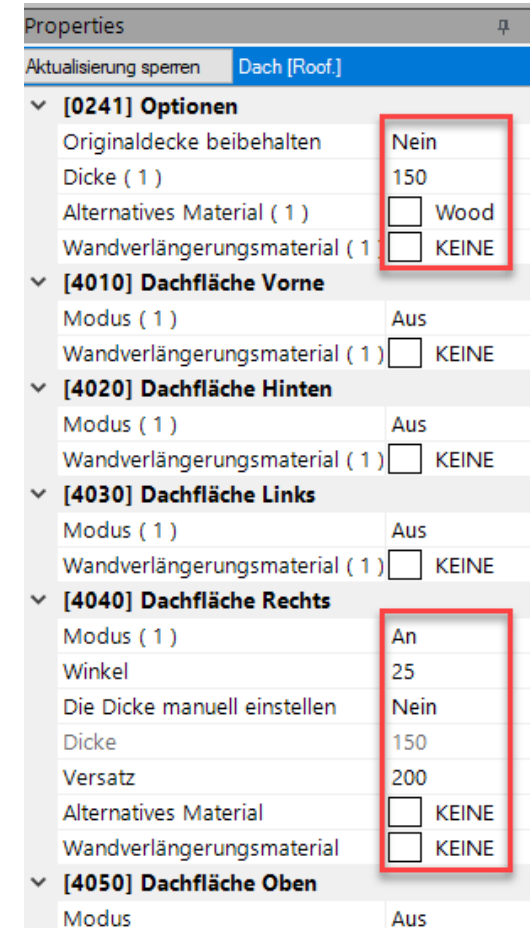 Properties
Aktualisierung sperren Dach [Roof.]
[0241] Optionen
Originaldecke beibehalten Nein
Dicke ( 1 ) 150
Alternatives Material ( 1 ) Wood
Wandverlängerungsmaterial ( 1 ) KEINE
[4010] Dachfläche Vorne
Modus ( 1 ) Aus
Wandverlängerungsmaterial ( 1 ) KEINE
[4020] Dachfläche Hinten
Modus ( 1 ) Aus
Wandverlängerungsmaterial ( 1 ) KEINE
[4030] Dachfläche Links
Modus ( 1 ) Aus
Wandverlängerungsmaterial ( 1 ) KEINE
[4040] Dachfläche Rechts
Modus ( 1 ) An
Winkel 25
Die Dicke manuell einstellen Nein
Dicke 150
Versatz 200
Alternatives Material KEINE
Wandverlängerungsmaterial KEINE
[4050] Dachfläche Oben
Modus Aus